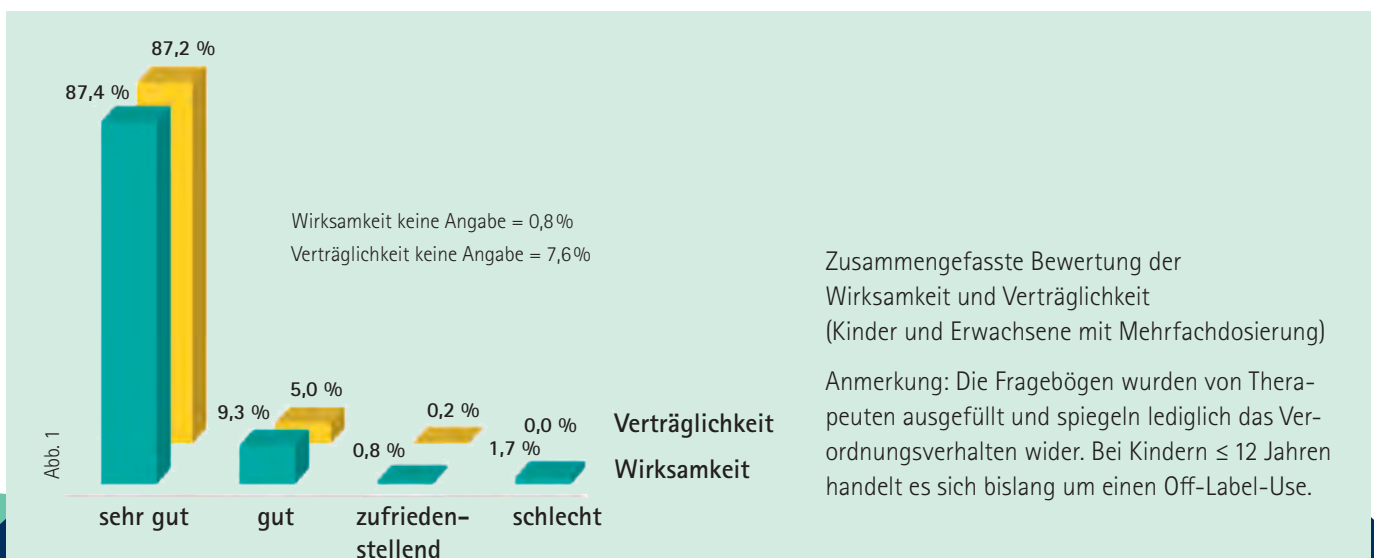 87,2 %
87,4 %
Wirksamkeit keine Angabe = 0,8%
Verträglichkeit keine Angabe = 7,6%
5,0 %
9,3 %
0,2 %
0,8 %
0,0 %
1,7 %
Verträglichkeit
Wirksamkeit
Abb. 1
sehr gut
gut
zufrieden-
stellend
schlecht
Zusammengefasste Bewertung der
Wirksamkeit und Verträglichkeit
(Kinder und Erwachsene mit Mehrfachdosierung)
Anmerkung: Die Fragebögen wurden von Thera-
peuten ausgefüllt und spiegeln lediglich das Ver-
ordnungsverhalten wider. Bei Kindern ≤ 12 Jahren
handelt es sich bislang um einen Off-Label-Use.